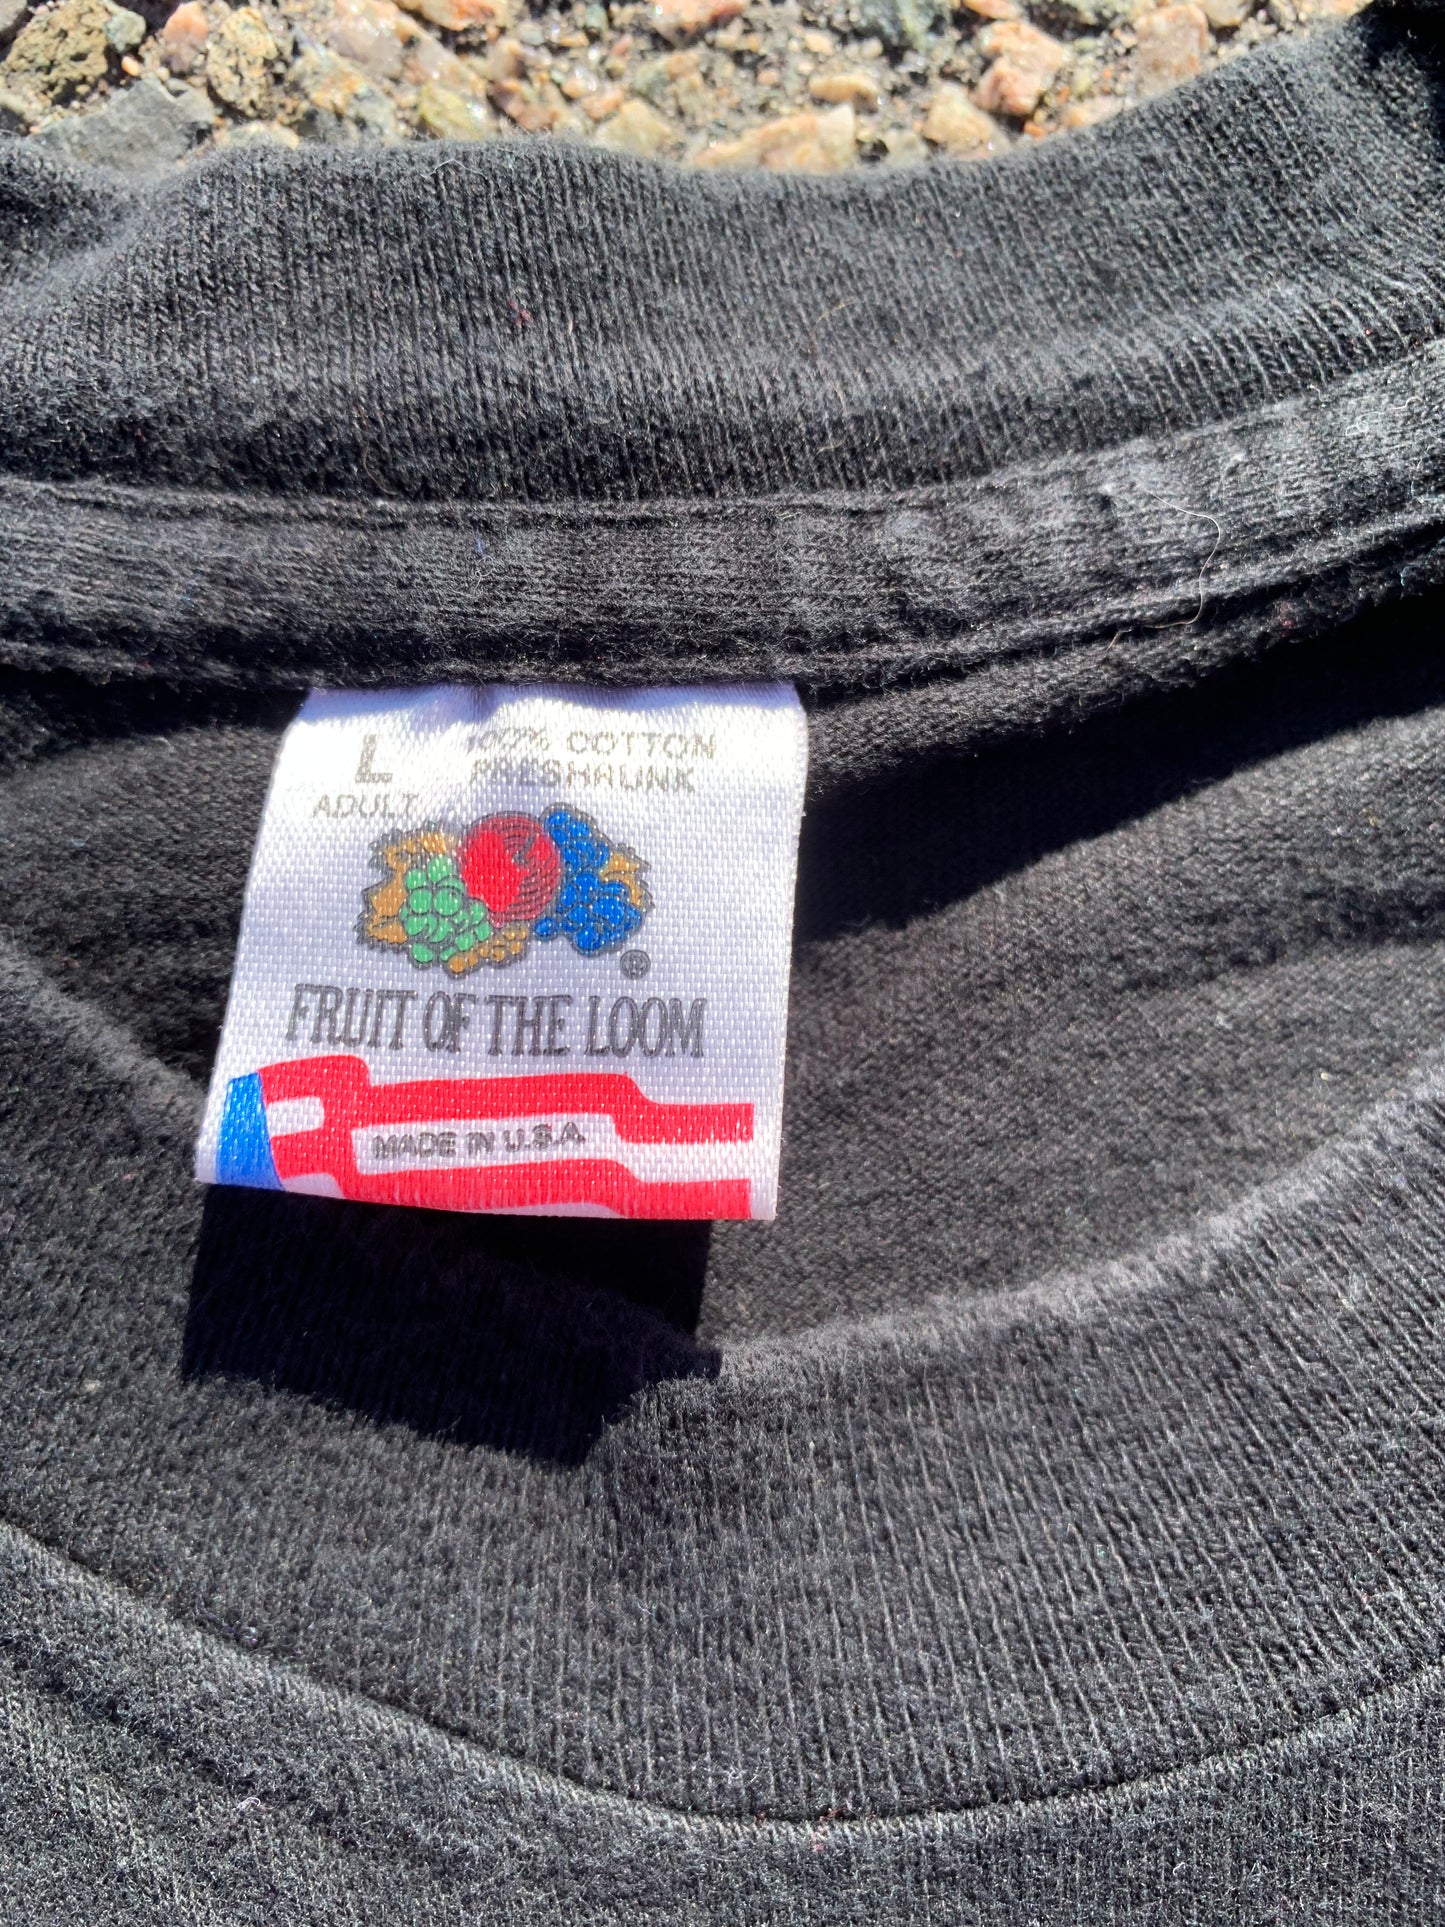 L
ADULT
100% COTTON
PRESHRUNK
®
FRUIT OF THE LOOM
MADE IN U.S.A.